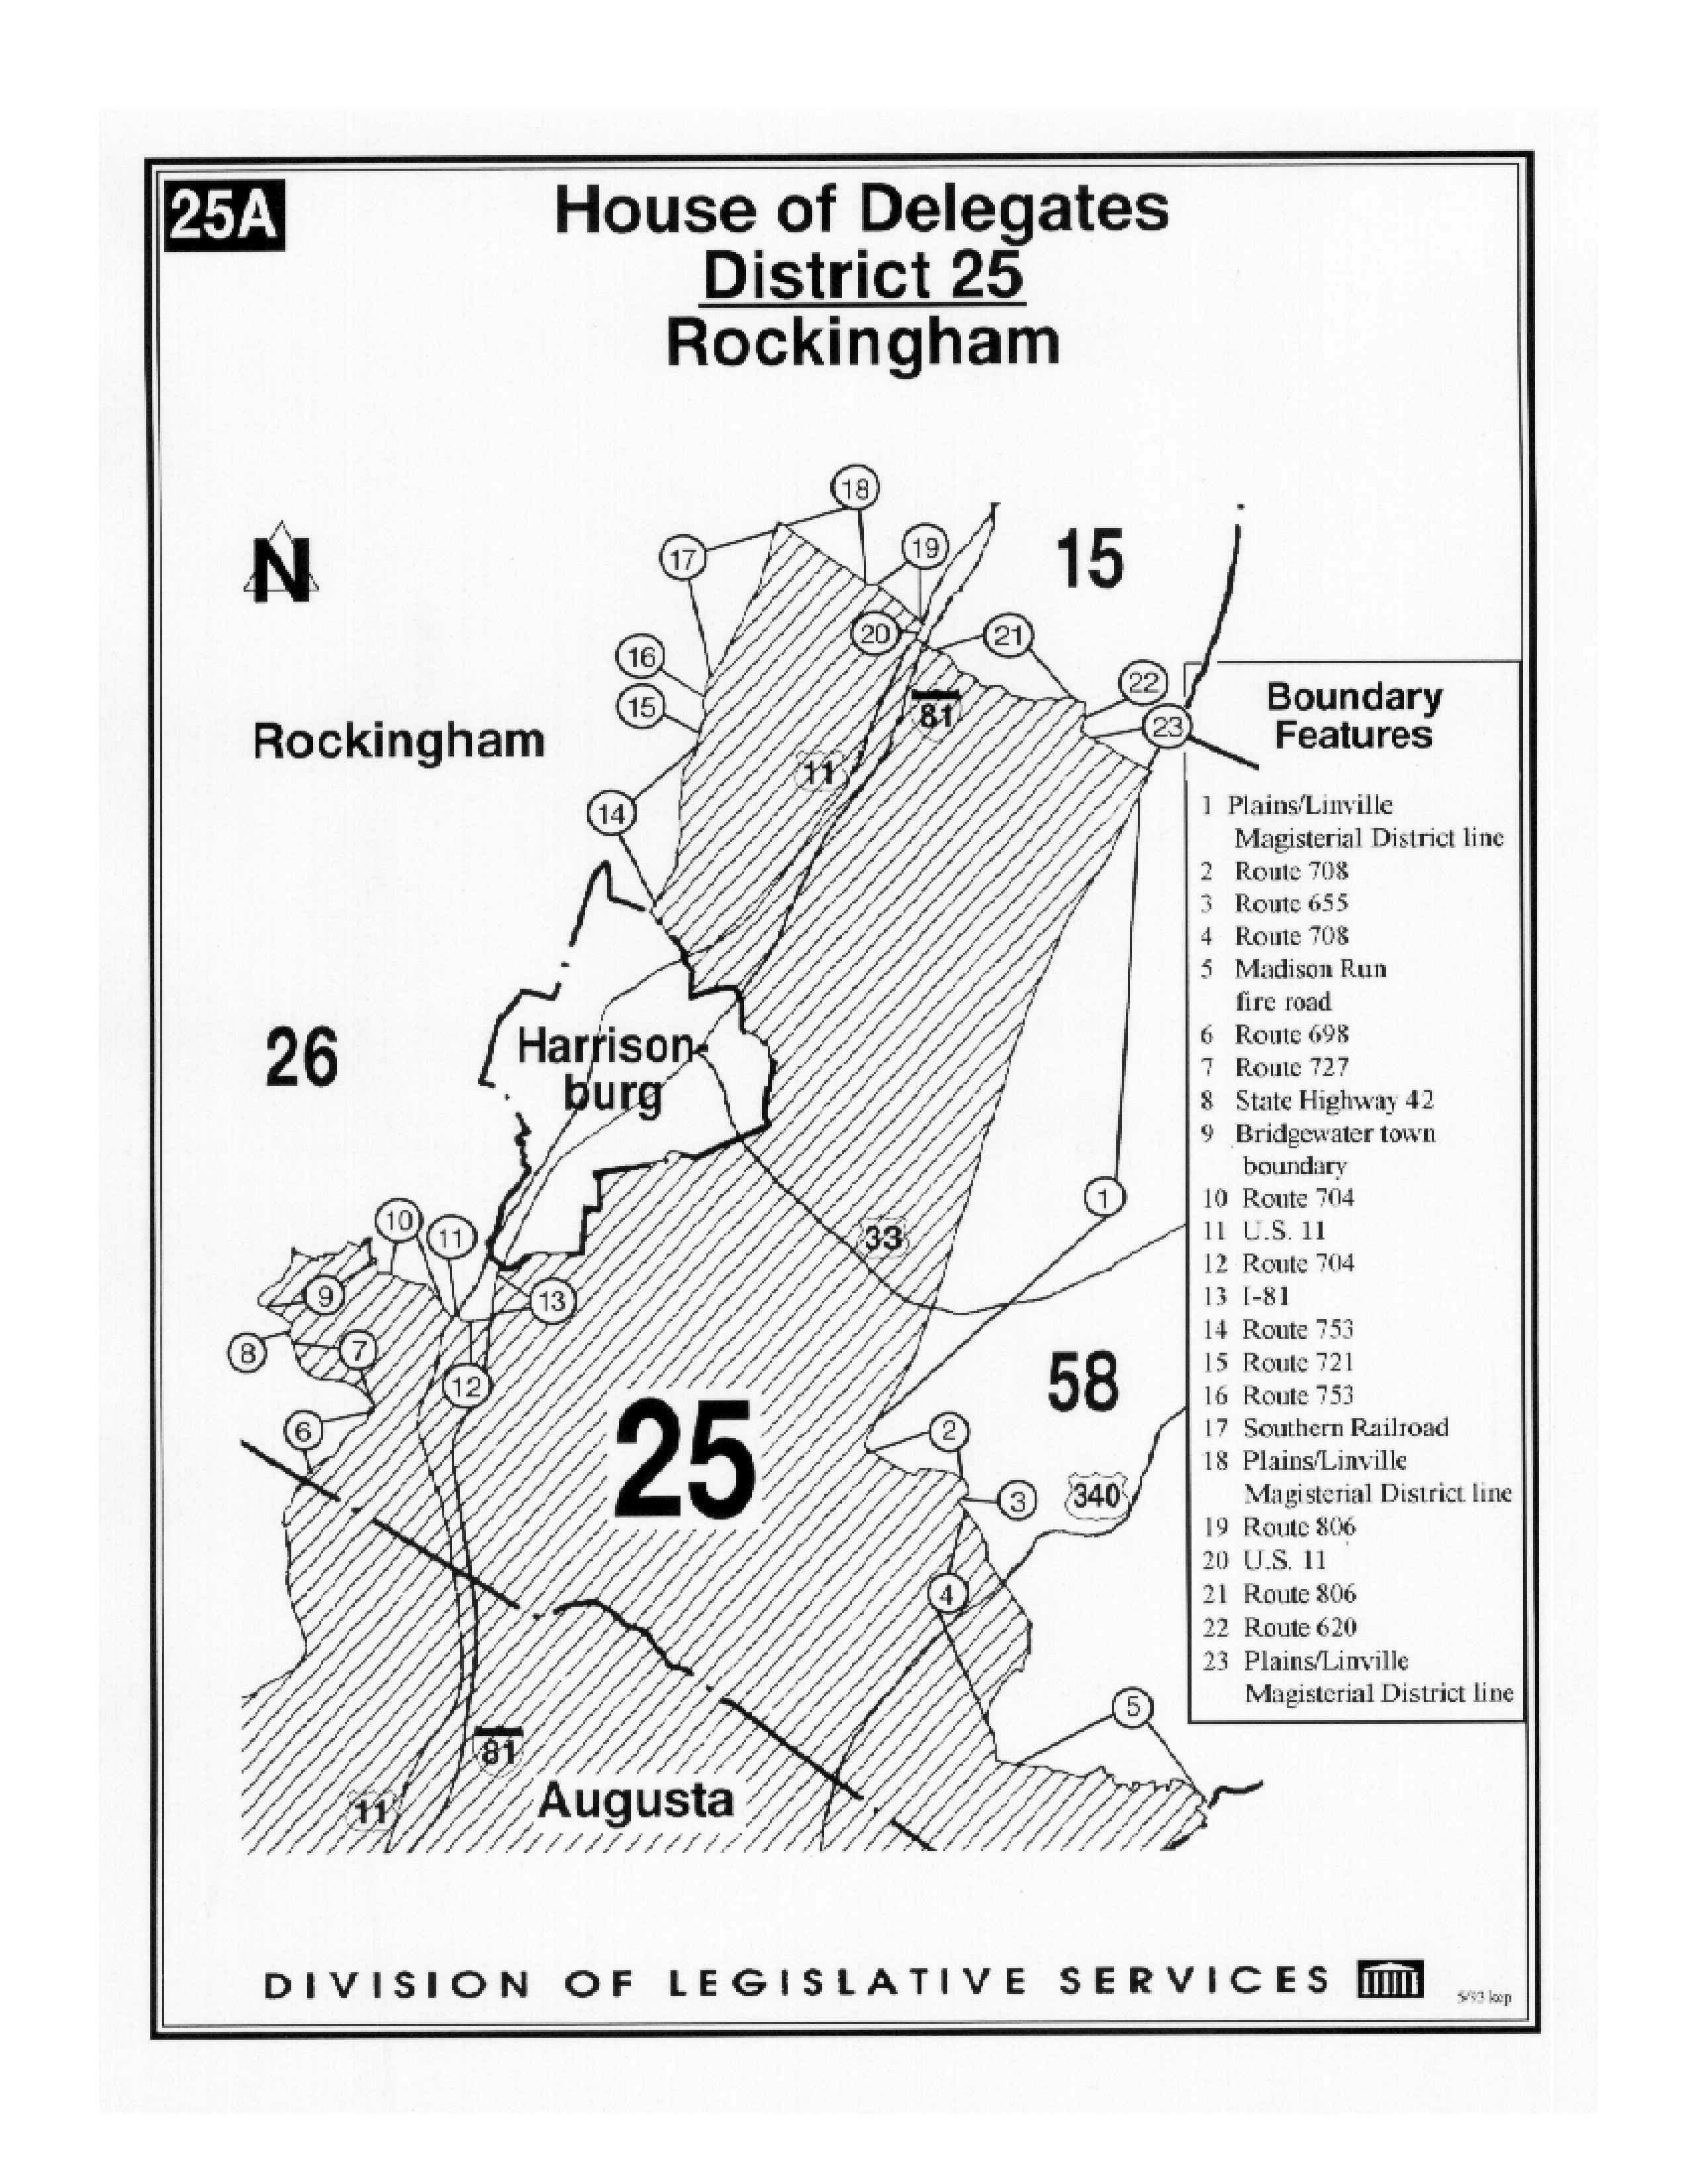 25A
House of Delegates
District 25
Rockingham
N
18
17
19
15
20
21
16
22
15
23
81
Rockingham
11
14
26
Harrison-
burg
1
10
11
33
9
13
8
7
12
58
6
25
2
3
340
4
5
81
11
Augusta
Boundary
Features
1 Plains/Linville
Magisterial District line
2 Route 708
3 Route 655
4 Route 708
5 Madison Run
fire road
6 Route 698
7 Route 727
8 State Highway 42
9 Bridgewater town
boundary
10 Route 704
11 U.S. 11
12 Route 704
13 I-81
14 Route 753
15 Route 721
16 Route 753
17 Southern Railroad
18 Plains/Linville
Magisterial District line
19 Route 806
20 U.S. 11
21 Route 806
22 Route 620
23 Plains/Linville
Magisterial District line
DIVISION OF LEGISLATIVE SERVICES